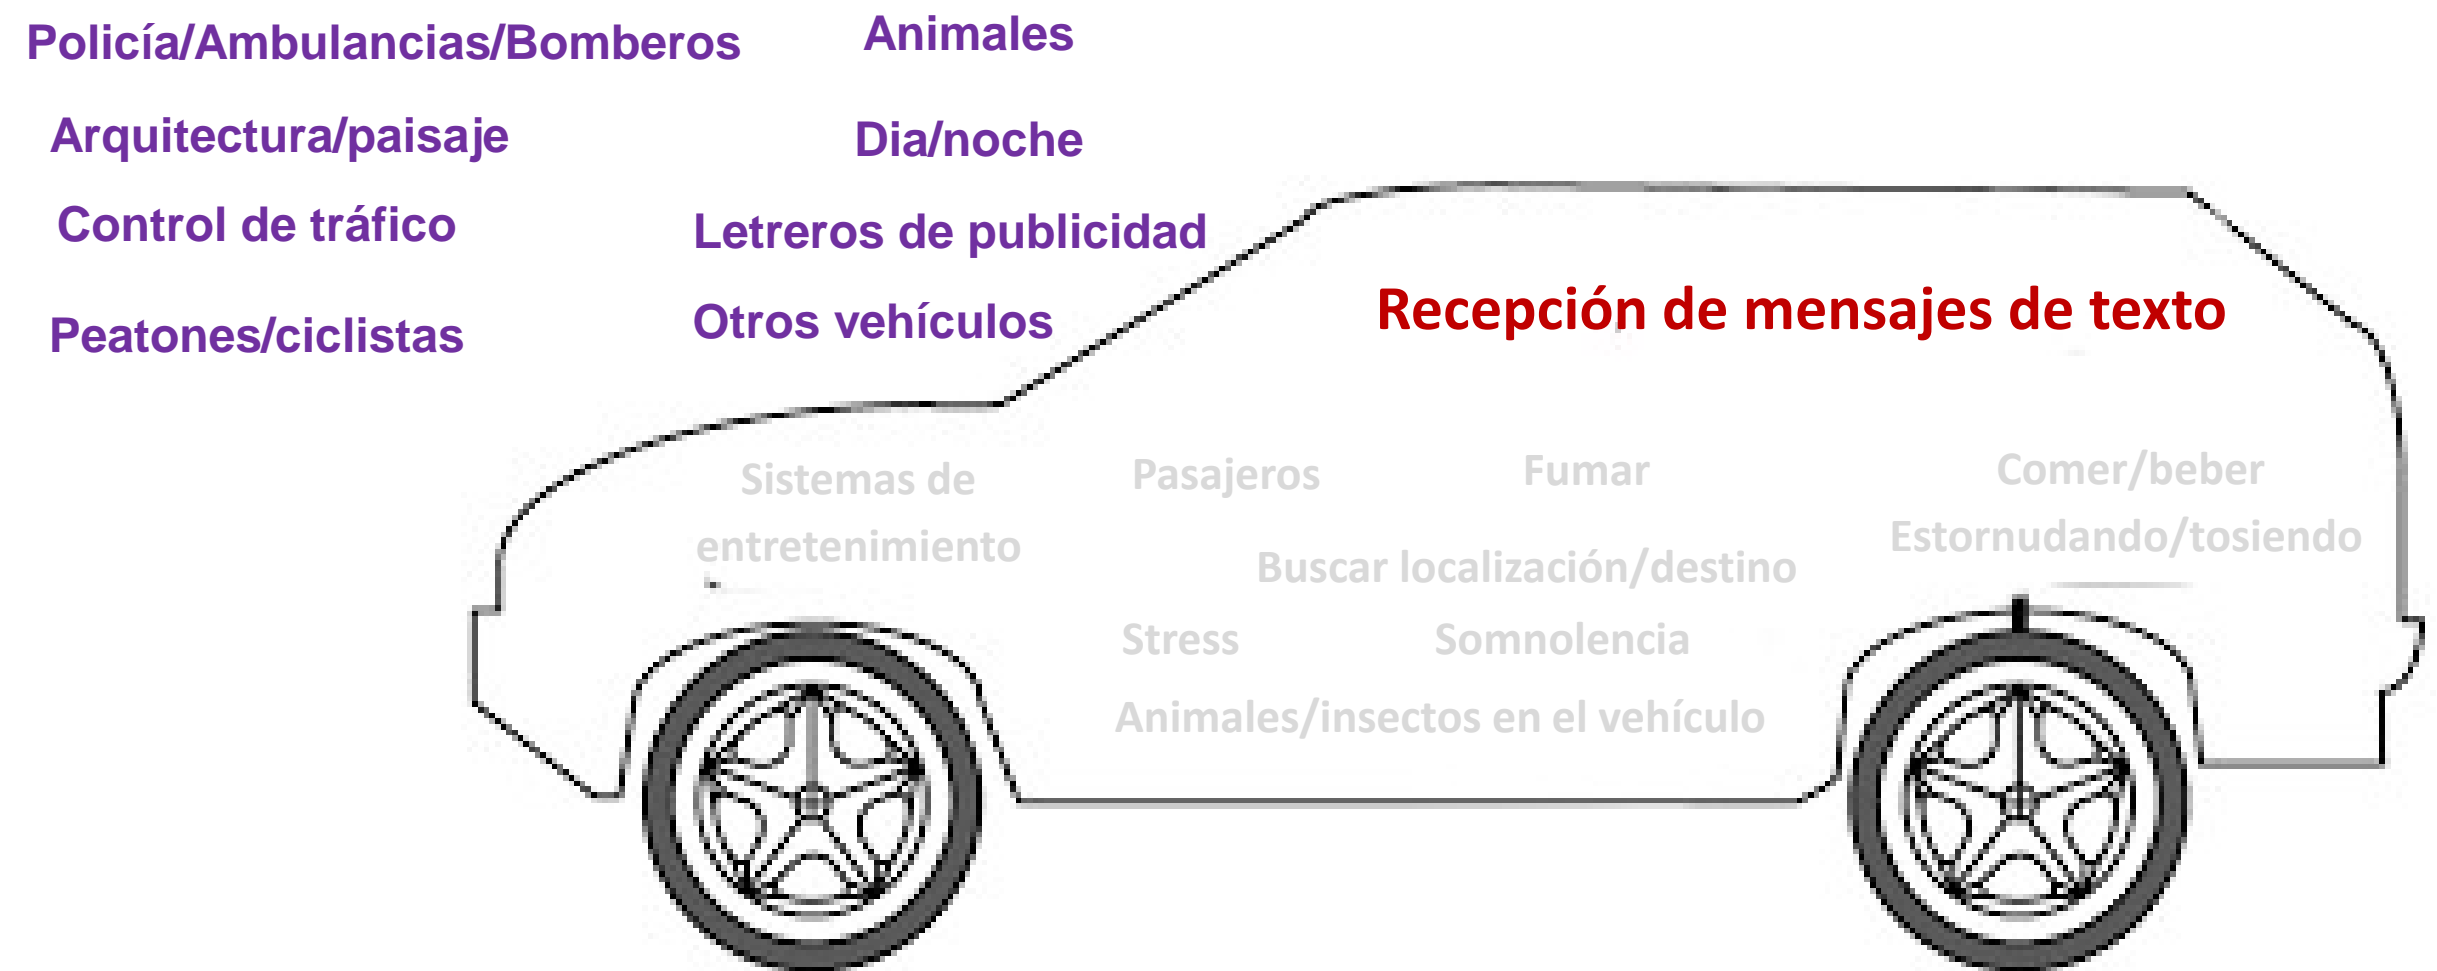 Policía/Ambulancias/Bomberos
Animales
Arquitectura/paisaje
Dia/noche
Control de tráfico
Letreros de publicidad
Peatones/ciclistas
Otros vehículos
Recepción de mensajes de texto
Sistemas de
entretenimiento
Pasajeros
Fumar
Comer/beber
Estornudando/tosiendo
Buscar localización/destino
Stress
Somnolencia
Animales/insectos en el vehículo